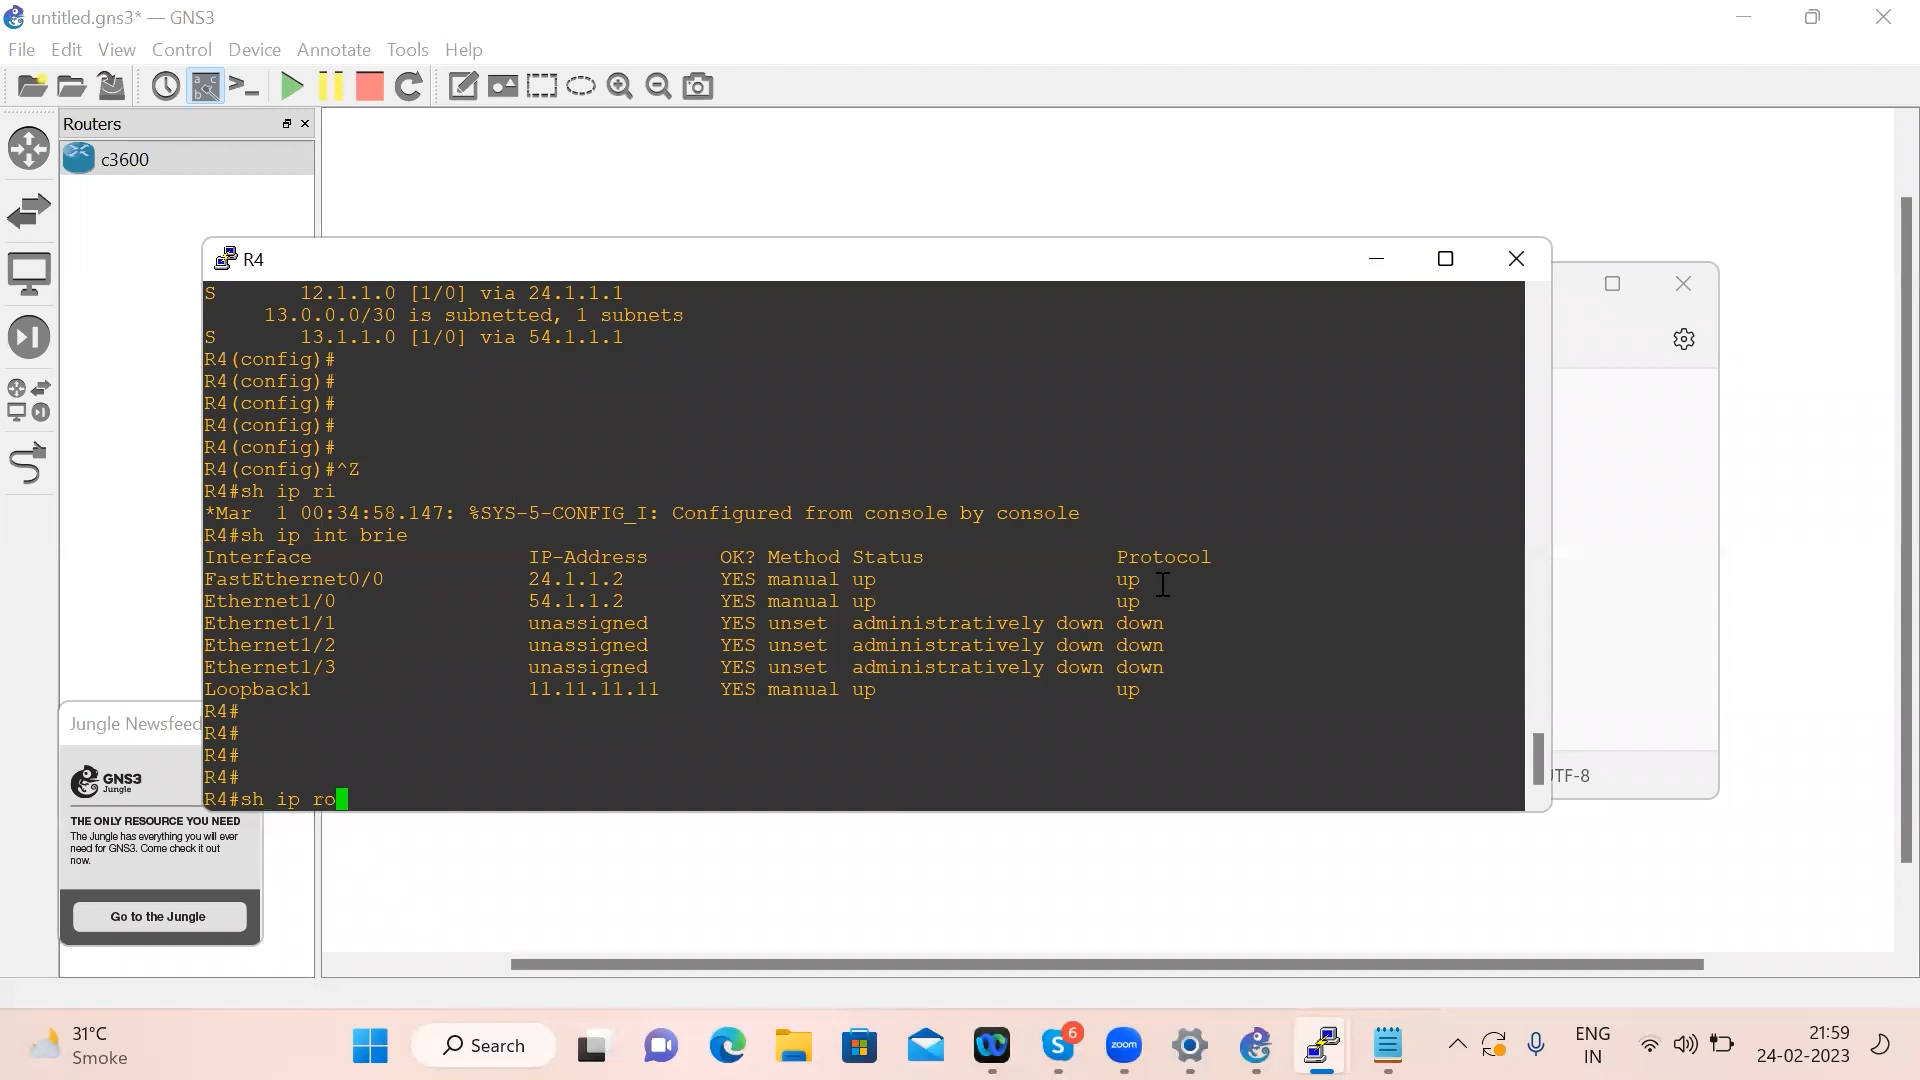 untitled.gns3* — GNS3
File Edit View Control Device Annotate Tools Help
Routers
c3600
R4
S       12.1.1.0 [1/0] via 24.1.1.1
     13.0.0.0/30 is subnetted, 1 subnets
S       13.1.1.0 [1/0] via 54.1.1.1
R4(config)#
R4(config)#
R4(config)#
R4(config)#
R4(config)#
R4(config)#^Z
R4#sh ip ri
*Mar  1 00:34:58.147: %SYS-5-CONFIG_I: Configured from console by console
R4#sh ip int brie
Interface                  IP-Address      OK? Method Status                Protocol
FastEthernet0/0            24.1.1.2        YES manual up                    up
Ethernet1/0                54.1.1.2        YES manual up                    up
Ethernet1/1                unassigned      YES unset  administratively down down
Ethernet1/2                unassigned      YES unset  administratively down down
Ethernet1/3                unassigned      YES unset  administratively down down
Loopback1                  11.11.11.11     YES manual up                    up
R4#
R4#
R4#
R4#
R4#sh ip ro
Jungle Newsfeed
GNS3
Jungle
THE ONLY RESOURCE YOU NEED
The Jungle has everything you will ever
need for GNS3. Come check it out
now.
Go to the Jungle
UTF-8
31°C
Smoke
Search
6
zoom
ENG
IN
21:59
24-02-2023